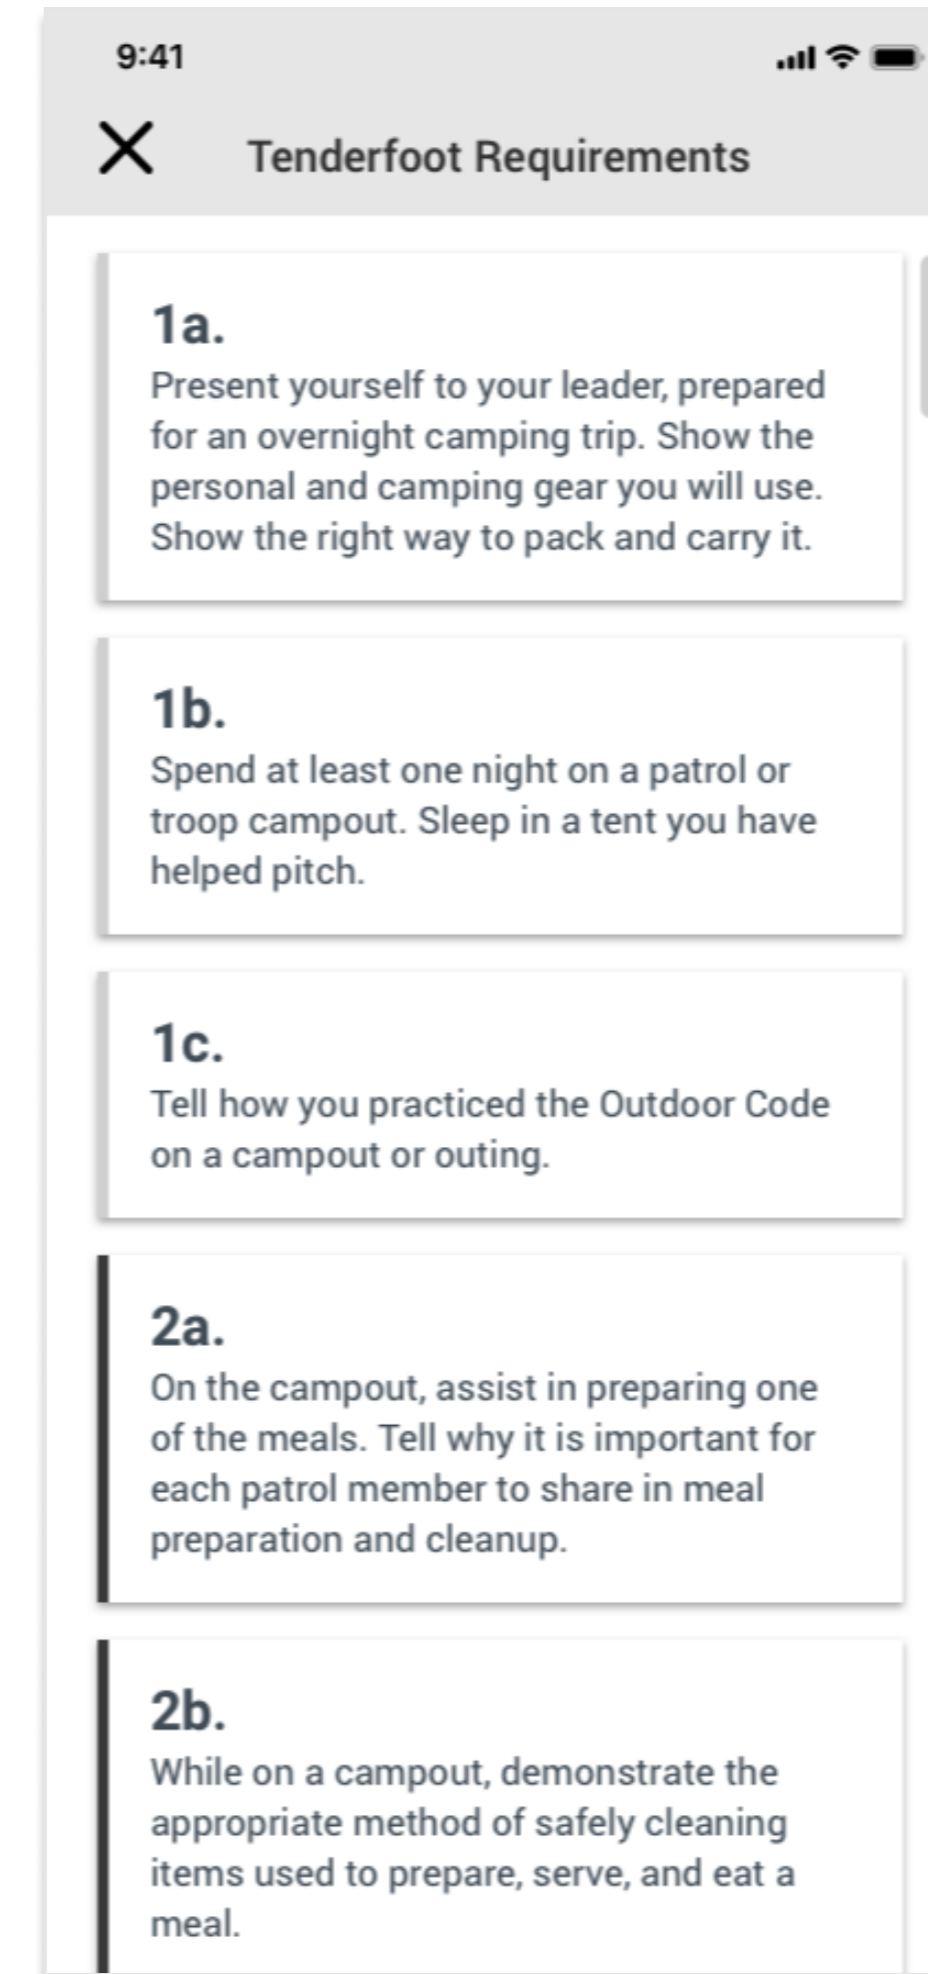 9:41
Tenderfoot Requirements
1a.
Present yourself to your leader, prepared
for an overnight camping trip. Show the
personal and camping gear you will use.
Show the right way to pack and carry it.
1b.
Spend at least one night on a patrol or
troop campout. Sleep in a tent you have
helped pitch.
1c.
Tell how you practiced the Outdoor Code
on a campout or outing.
2a.
On the campout, assist in preparing one
of the meals. Tell why it is important for
each patrol member to share in meal
preparation and cleanup.
2b.
While on a campout, demonstrate the
appropriate method of safely cleaning
items used to prepare, serve, and eat a
meal.